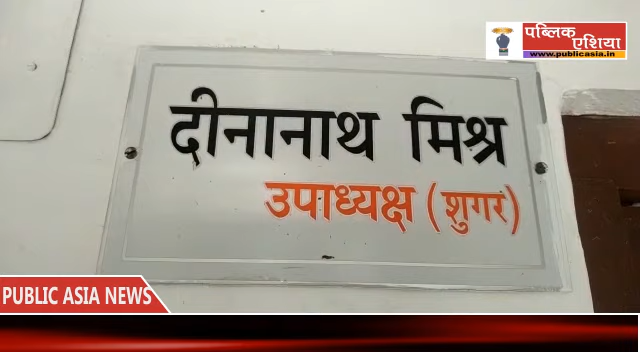 पब्लिक
एशिया
www.publicasia.in
दीनानाथ मिश्र
उपाध्यक्ष (शुगर)
PUBLIC ASIA NEWS